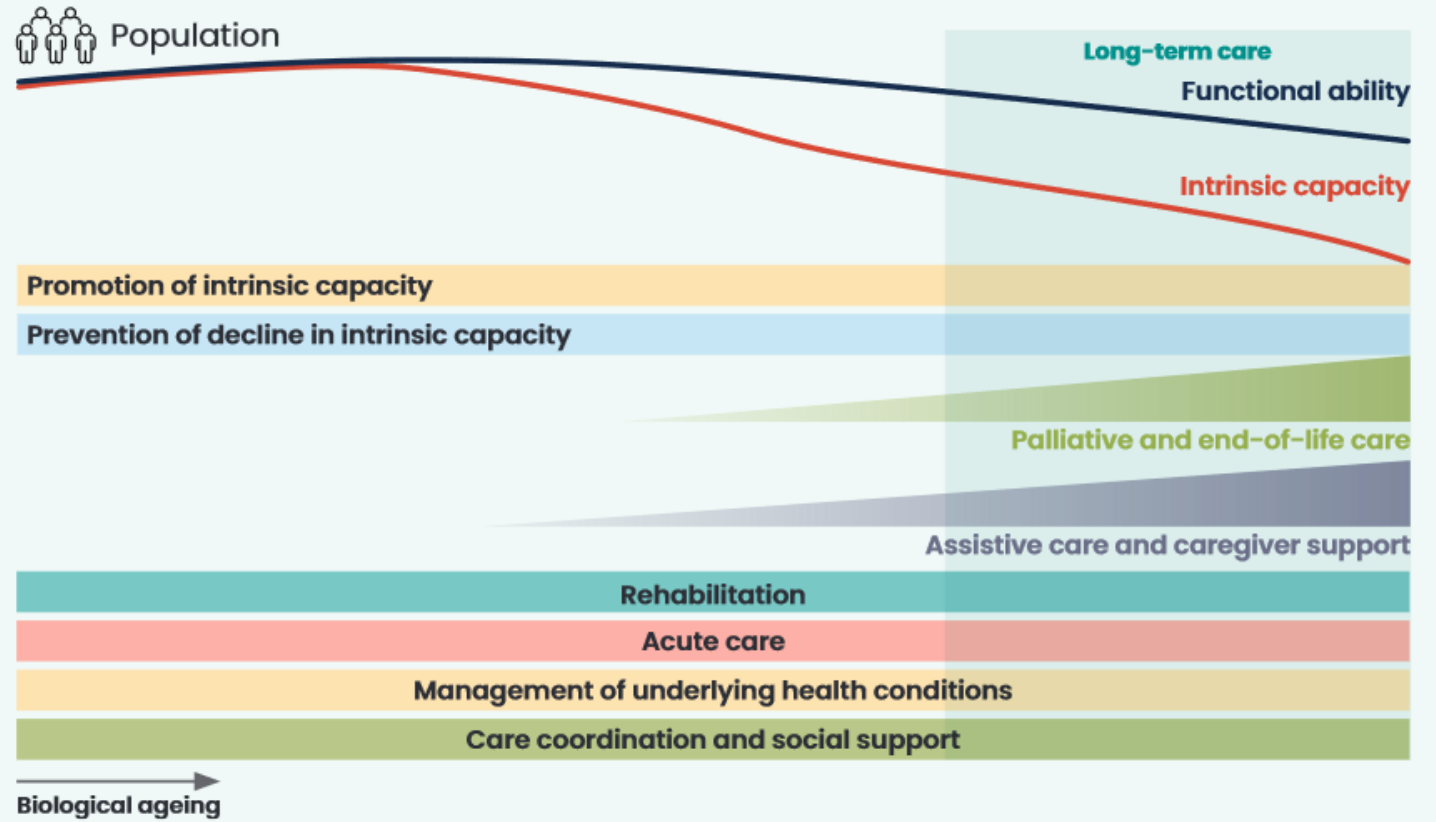 Population
Long-term care
Functional ability
Intrinsic capacity
Promotion of intrinsic capacity
Prevention of decline in intrinsic capacity
Palliative and end-of-life care
Assistive care and caregiver support
Rehabilitation
Acute care
Management of underlying health conditions
Care coordination and social support
Biological ageing